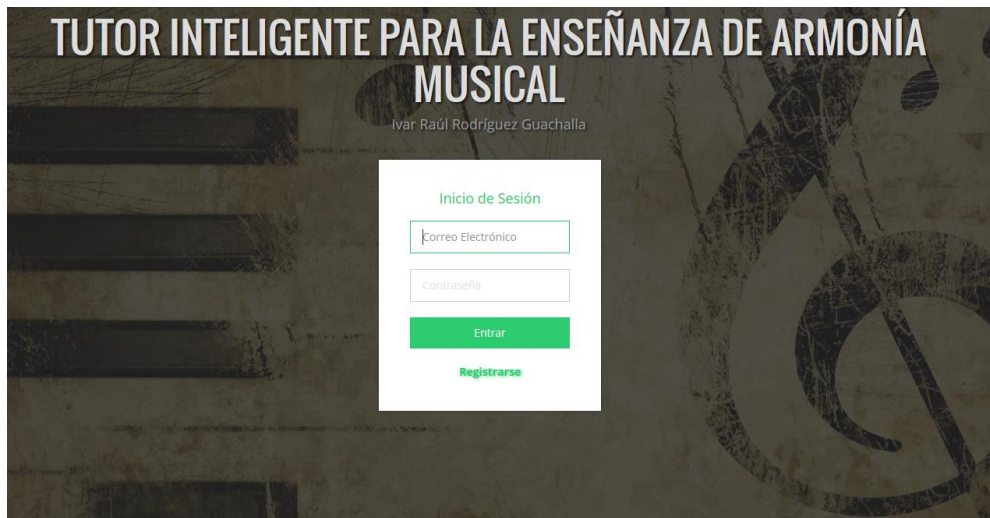 TUTOR INTELIGENTE PARA LA ENSEÑANZA DE ARMONÍA
MUSICAL
Ivar Raúl Rodríguez Guachalla
Inicio de Sesión
Correo Electrónico
Contraseña
Entrar
Registrarse